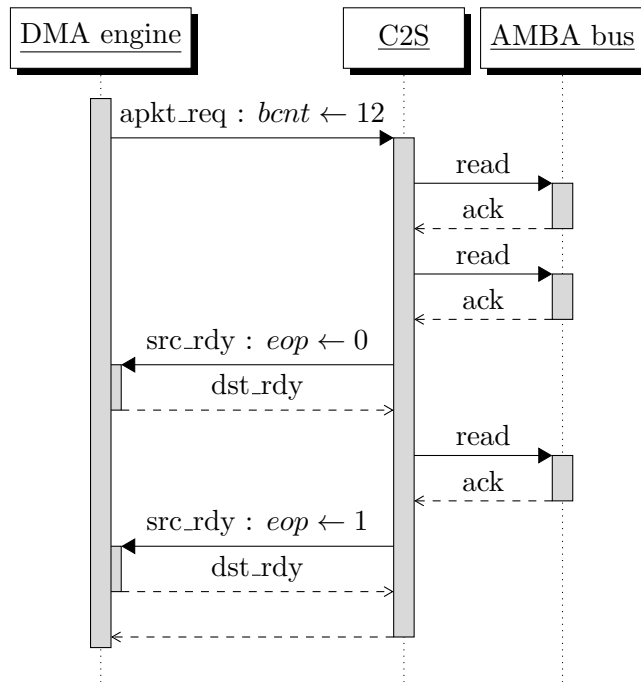 DMA engine
C2S
AMBA bus
apkt_req : bcnt ← 12
read
ack
read
ack
src_rdy : eop ← 0
dst_rdy
read
ack
src_rdy : eop ← 1
dst_rdy